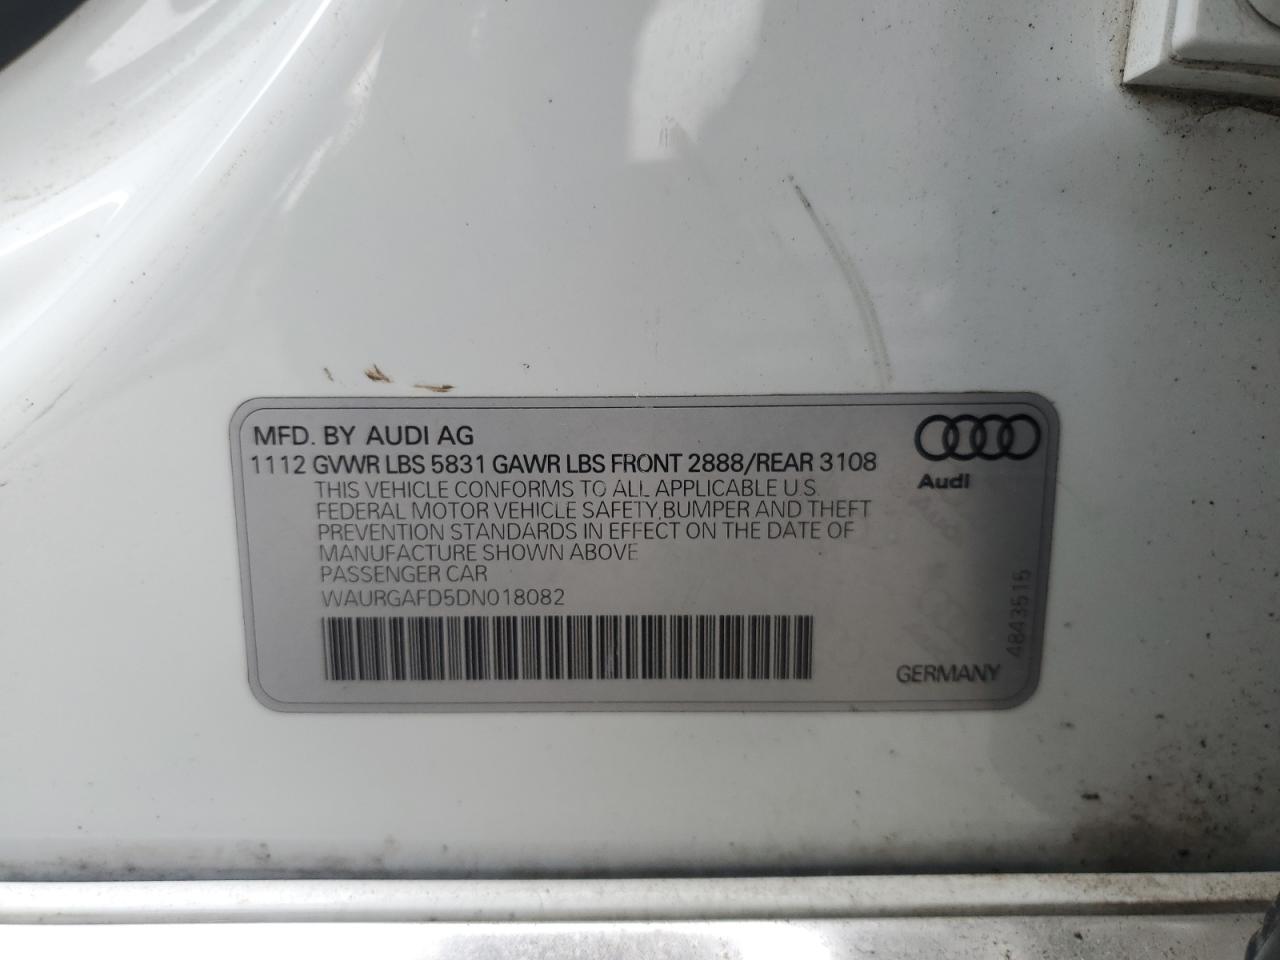 MFD. BY AUDI AG
1112 GVWR LBS 5831 GAWR LBS FRONT 2888/REAR 3108
THIS VEHICLE CONFORMS TO ALL APPLICABLE U.S.
FEDERAL MOTOR VEHICLE SAFETY, BUMPER AND THEFT
PREVENTION STANDARDS IN EFFECT ON THE DATE OF
MANUFACTURE SHOWN ABOVE
PASSENGER CAR
WAURGAFD5DN018082
Audi
4843515
GERMANY